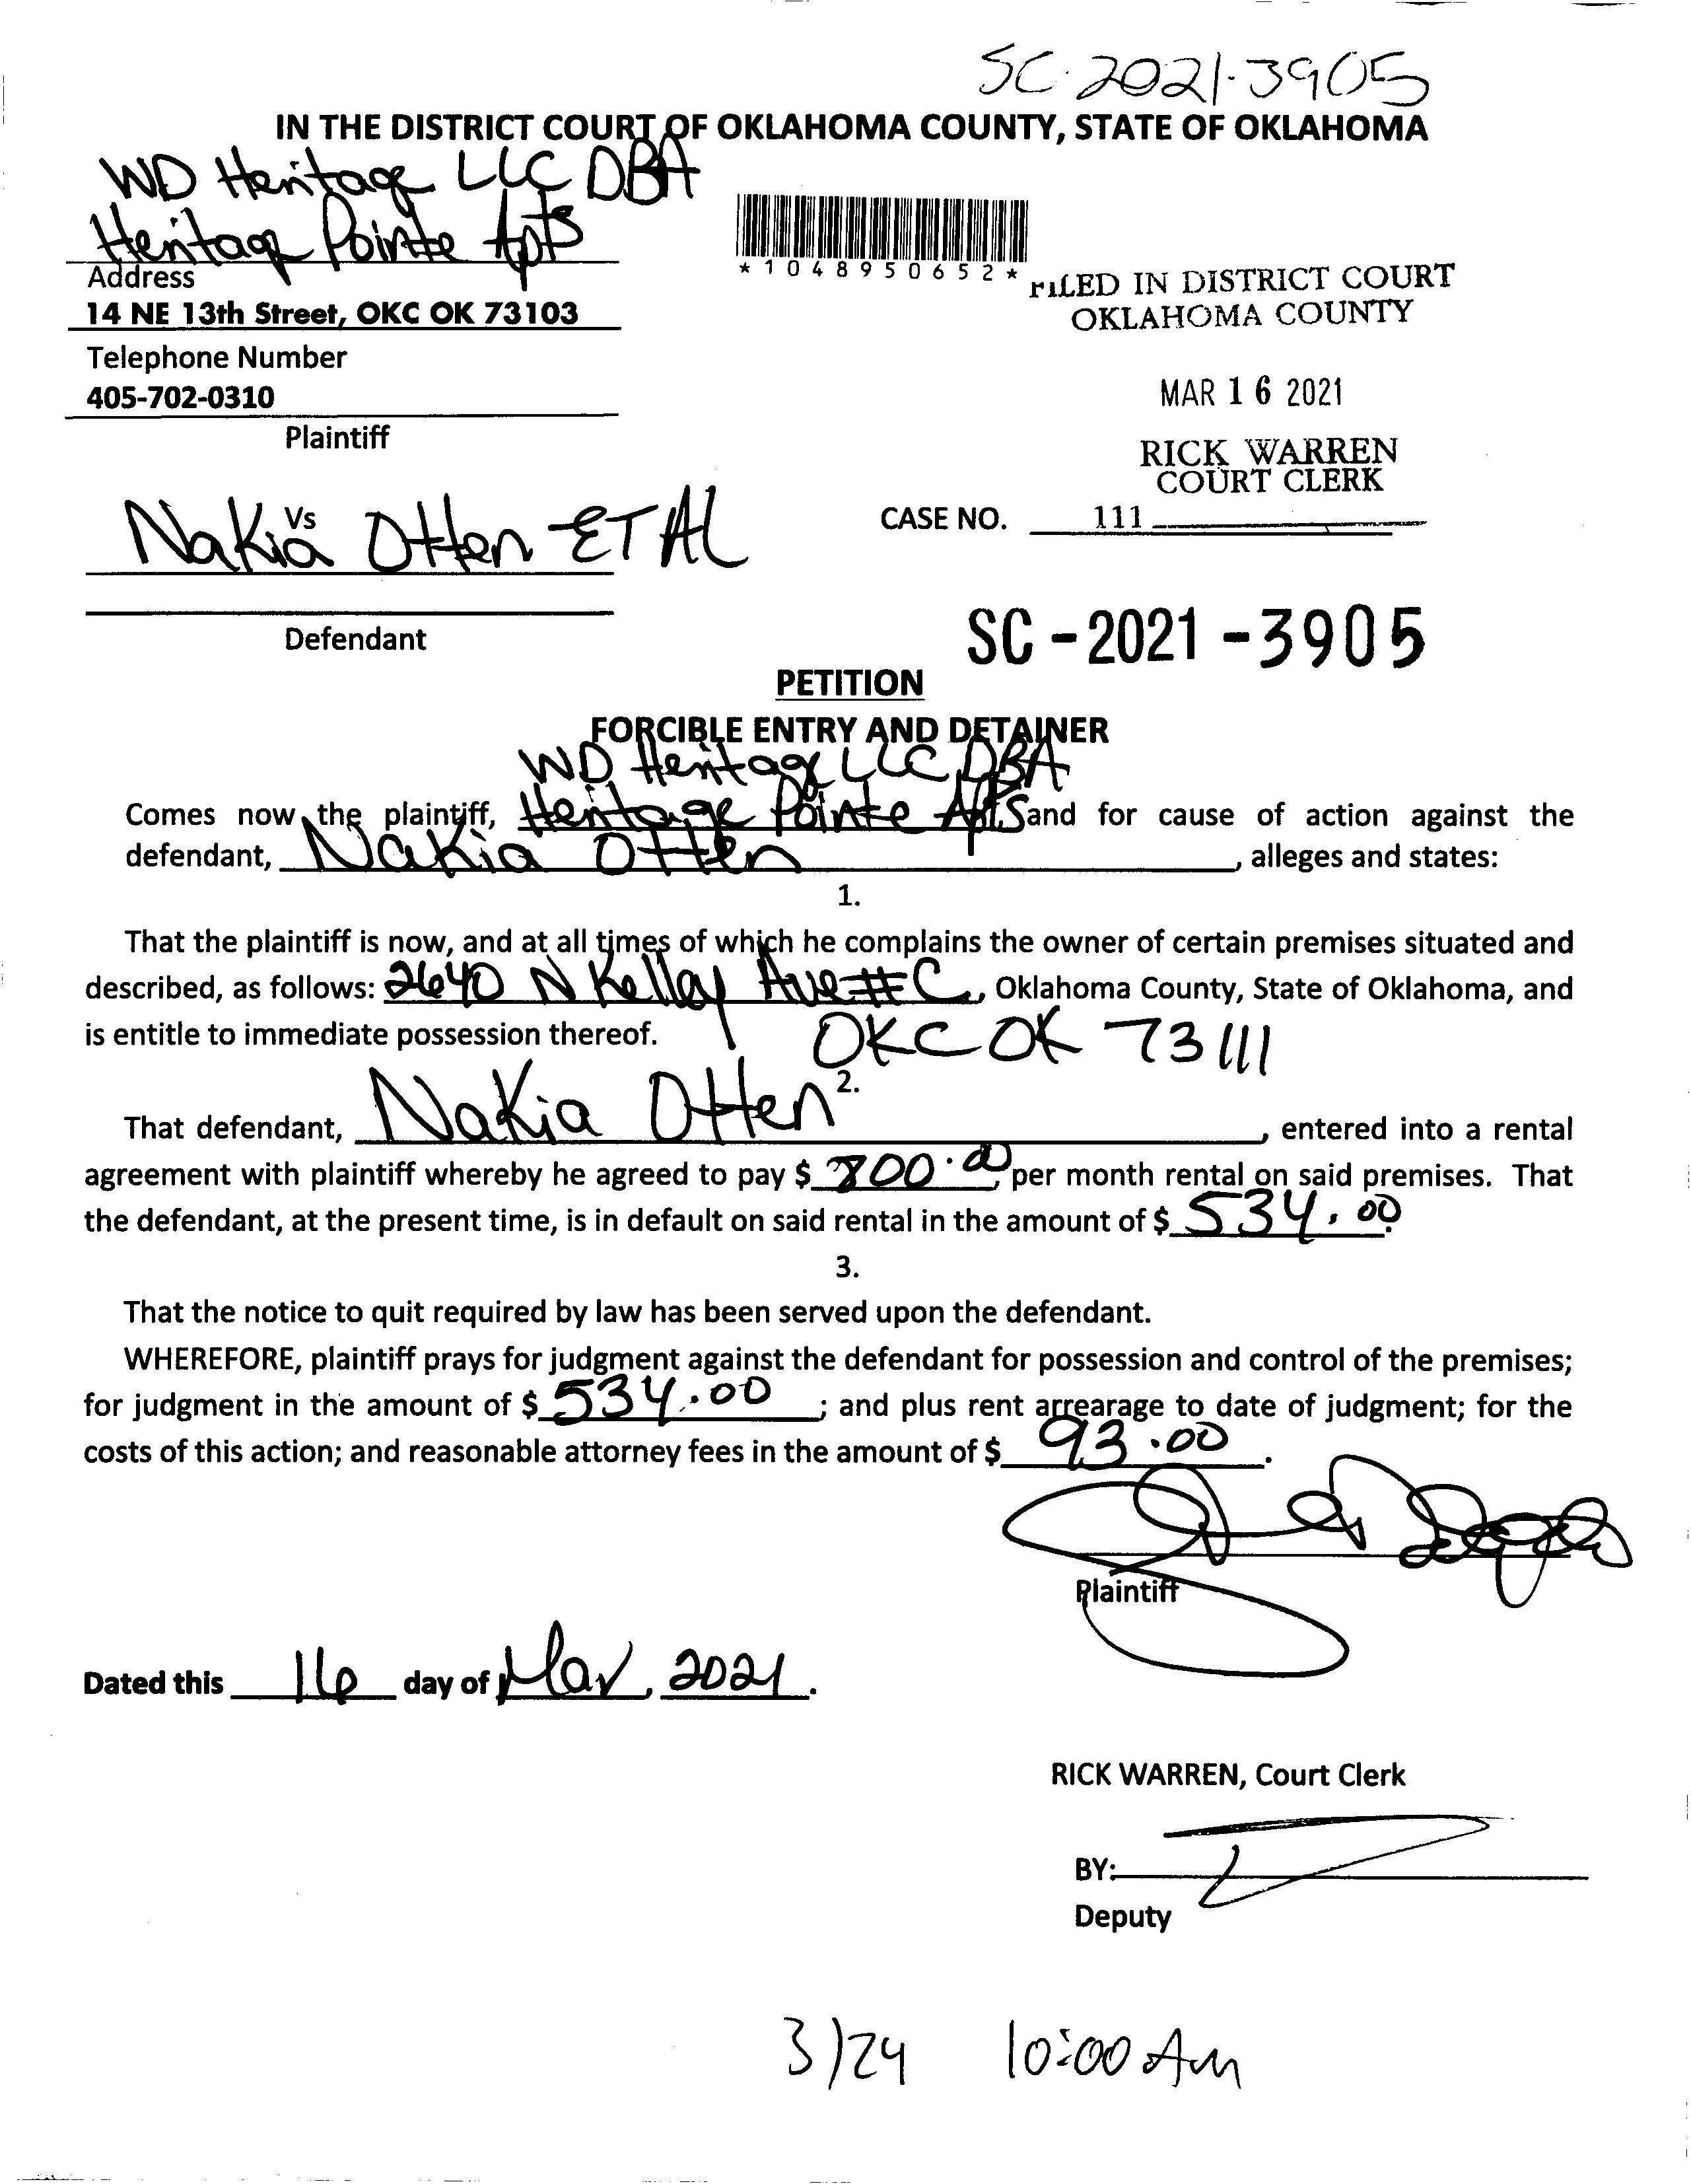 SC-2021-3905
IN THE DISTRICT COURT OF OKLAHOMA COUNTY, STATE OF OKLAHOMA
WD Heritage LLC DBA
Heritage Pointe Apts
*1048950652*
Address
14 NE 13th Street, OKC OK 73103
FILED IN DISTRICT COURT
OKLAHOMA COUNTY
Telephone Number
405-702-0310
MAR 16 2021
Plaintiff
RICK WARREN
COURT CLERK
Vs
CASE NO. 111
Nakia Otten ET AL
Defendant
SC-2021-3905
PETITION
FORCIBLE ENTRY AND DETAINER
WD Heritage LLC DBA
Comes now the plaintiff, Heritage Pointe Apts and for cause of action against the
defendant, Nakia Otten, alleges and states:
1.
That the plaintiff is now, and at all times of which he complains the owner of certain premises situated and
described, as follows: 2640 N Kelley Ave #C, Oklahoma County, State of Oklahoma, and
is entitle to immediate possession thereof. OKC OK 73111
2.
That defendant, Nakia Otten, entered into a rental
agreement with plaintiff whereby he agreed to pay $ 800.00, per month rental on said premises. That
the defendant, at the present time, is in default on said rental in the amount of $ 534.00.
3.
That the notice to quit required by law has been served upon the defendant.
WHEREFORE, plaintiff prays for judgment against the defendant for possession and control of the premises;
for judgment in the amount of $ 534.00; and plus rent arrearage to date of judgment; for the
costs of this action; and reasonable attorney fees in the amount of $ 93.00.
Plaintiff
Dated this 16 day of Mar, 2021.
RICK WARREN, Court Clerk
BY:
Deputy
3/24 10:00 Am